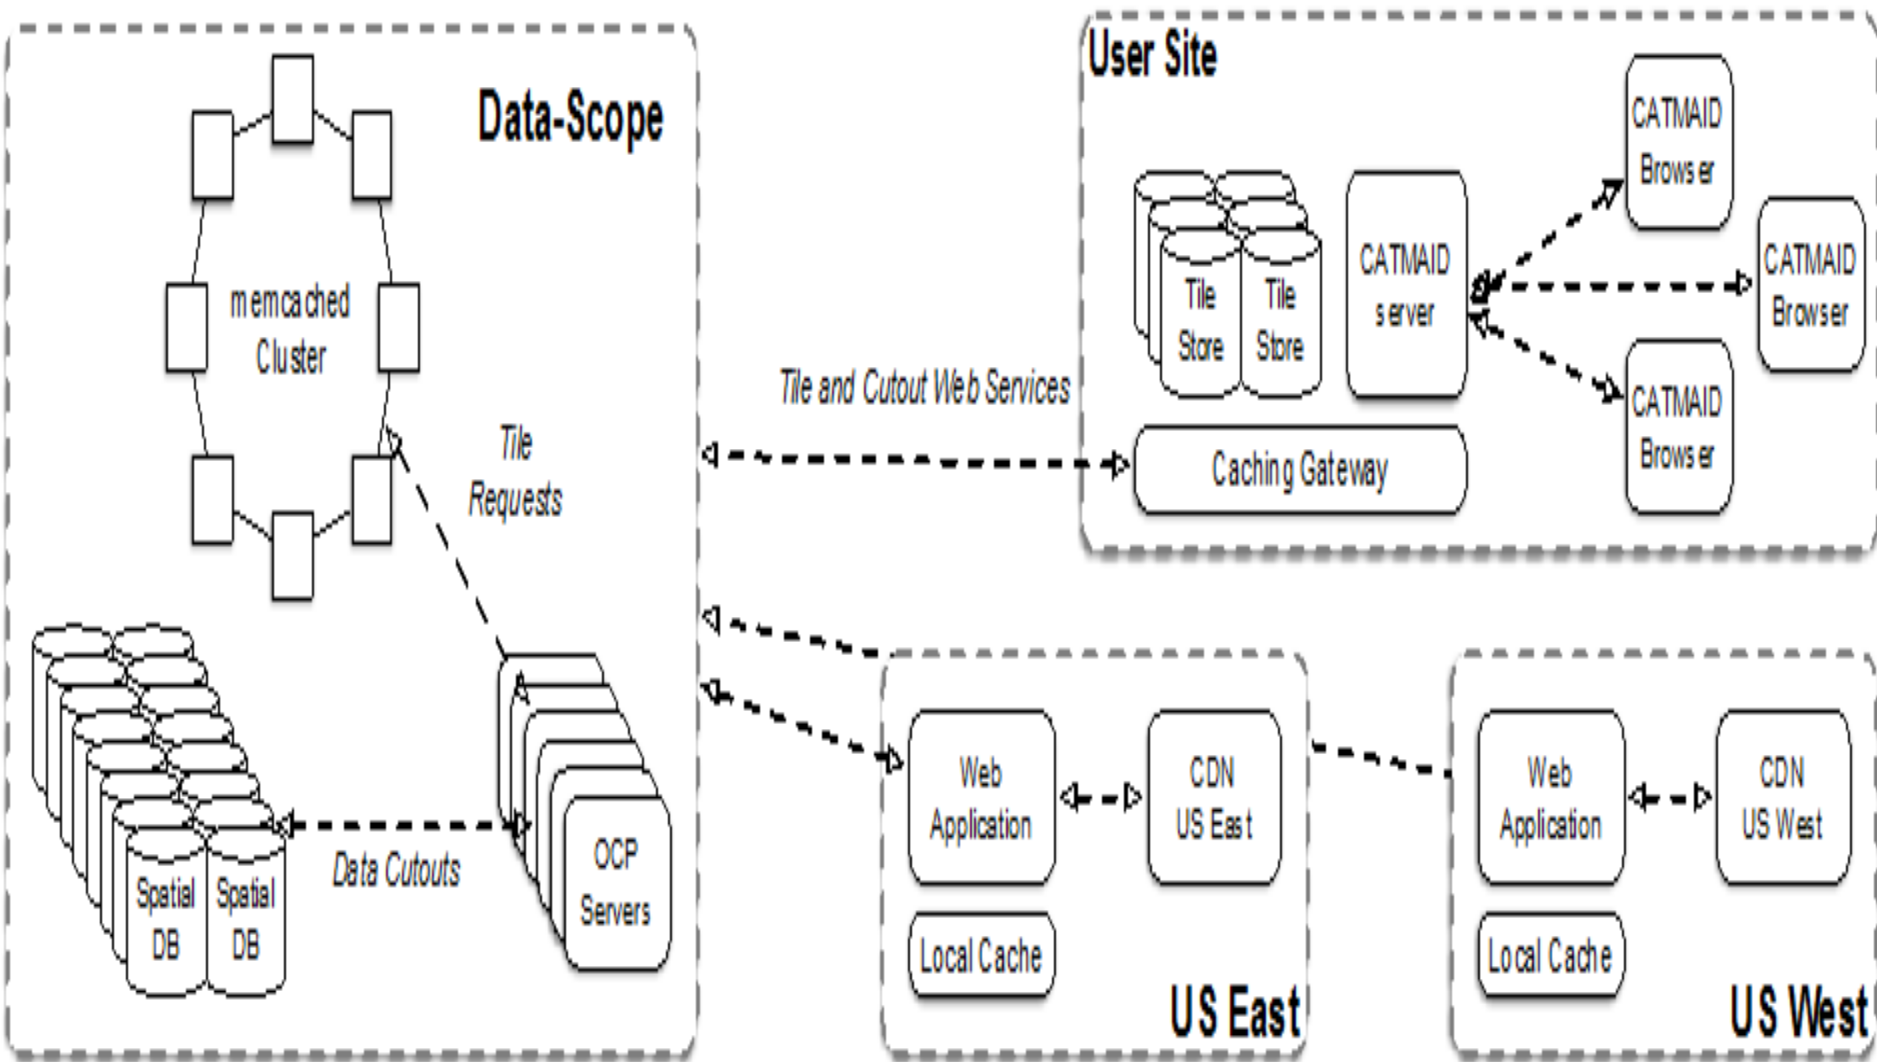 Data-Scope
memcached
Cluster
Tile
Requests
Spatial
DB
Spatial
DB
Data Cutouts
OCP
Servers
Tile and Cutout Web Services
User Site
Tile
Store
Tile
Store
CATMAID
server
CATMAID
Browser
CATMAID
Browser
CATMAID
Browser
Caching Gateway
Web
Application
CDN
US East
Local Cache
US East
Web
Application
CDN
US West
Local Cache
US West